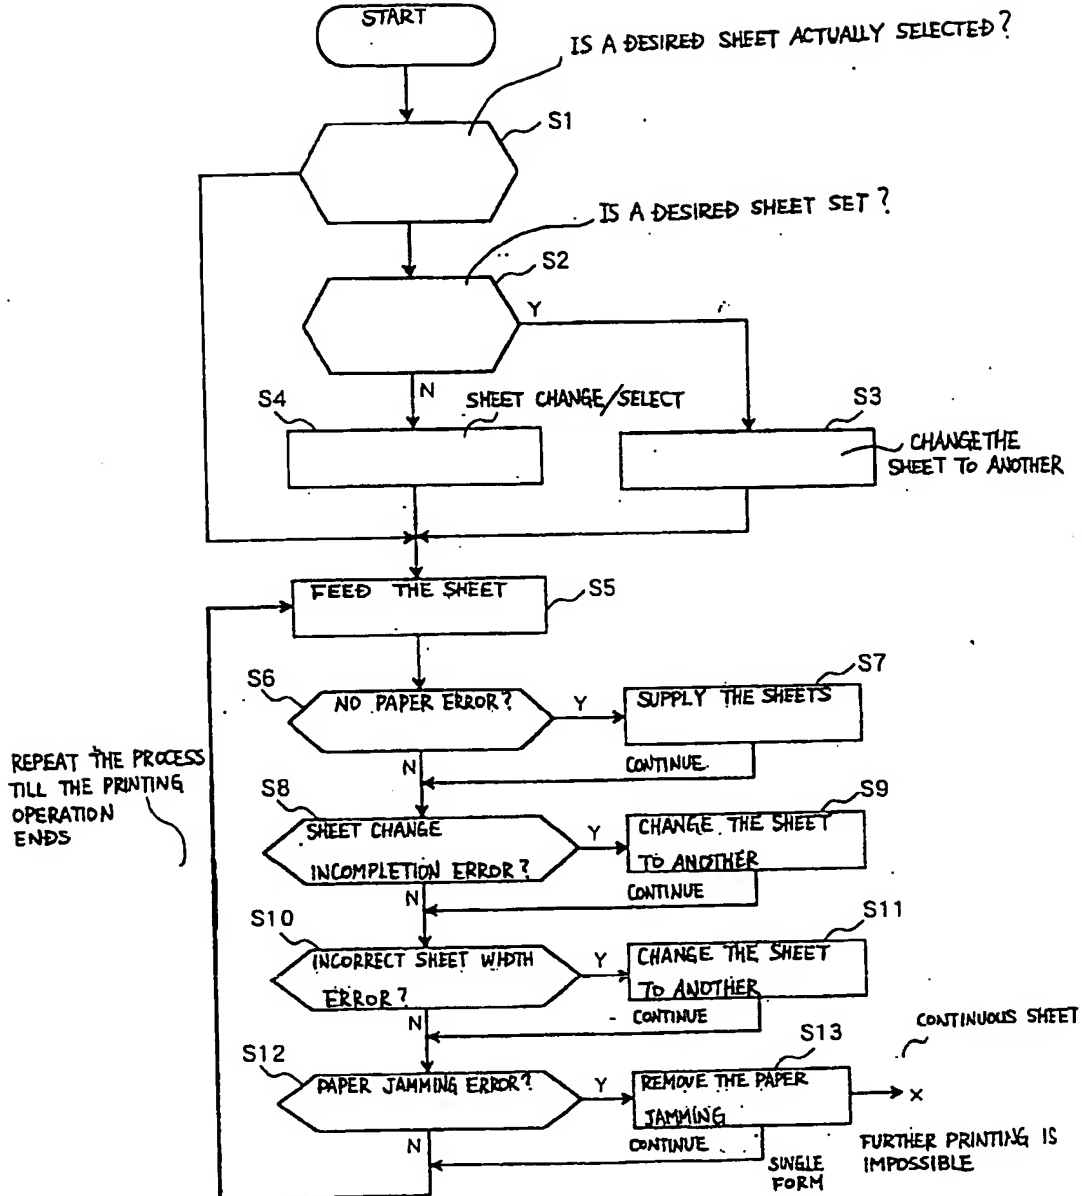 START
IS A DESIRED SHEET ACTUALLY SELECTED?
S1
IS A DESIRED SHEET SET?
S2
Y
N
S4
SHEET CHANGE/SELECT
S3
CHANGE THE
SHEET TO ANOTHER
FEED THE SHEET
S5
S6
NO PAPER ERROR?
Y
S7
SUPPLY THE SHEETS
N
CONTINUE
REPEAT THE PROCESS
TILL THE PRINTING
OPERATION
ENDS
S8
SHEET CHANGE
INCOMPLETION ERROR?
Y
S9
CHANGE THE SHEET
TO ANOTHER
N
CONTINUE
S10
INCORRECT SHEET WIDTH
ERROR?
Y
S11
CHANGE THE SHEET
TO ANOTHER
N
CONTINUE
S12
PAPER JAMMING ERROR?
Y
S13
REMOVE THE PAPER
JAMMING
CONTINUOUS SHEET
×
N
CONTINUE
SINGLE
FORM
FURTHER PRINTING IS
IMPOSSIBLE